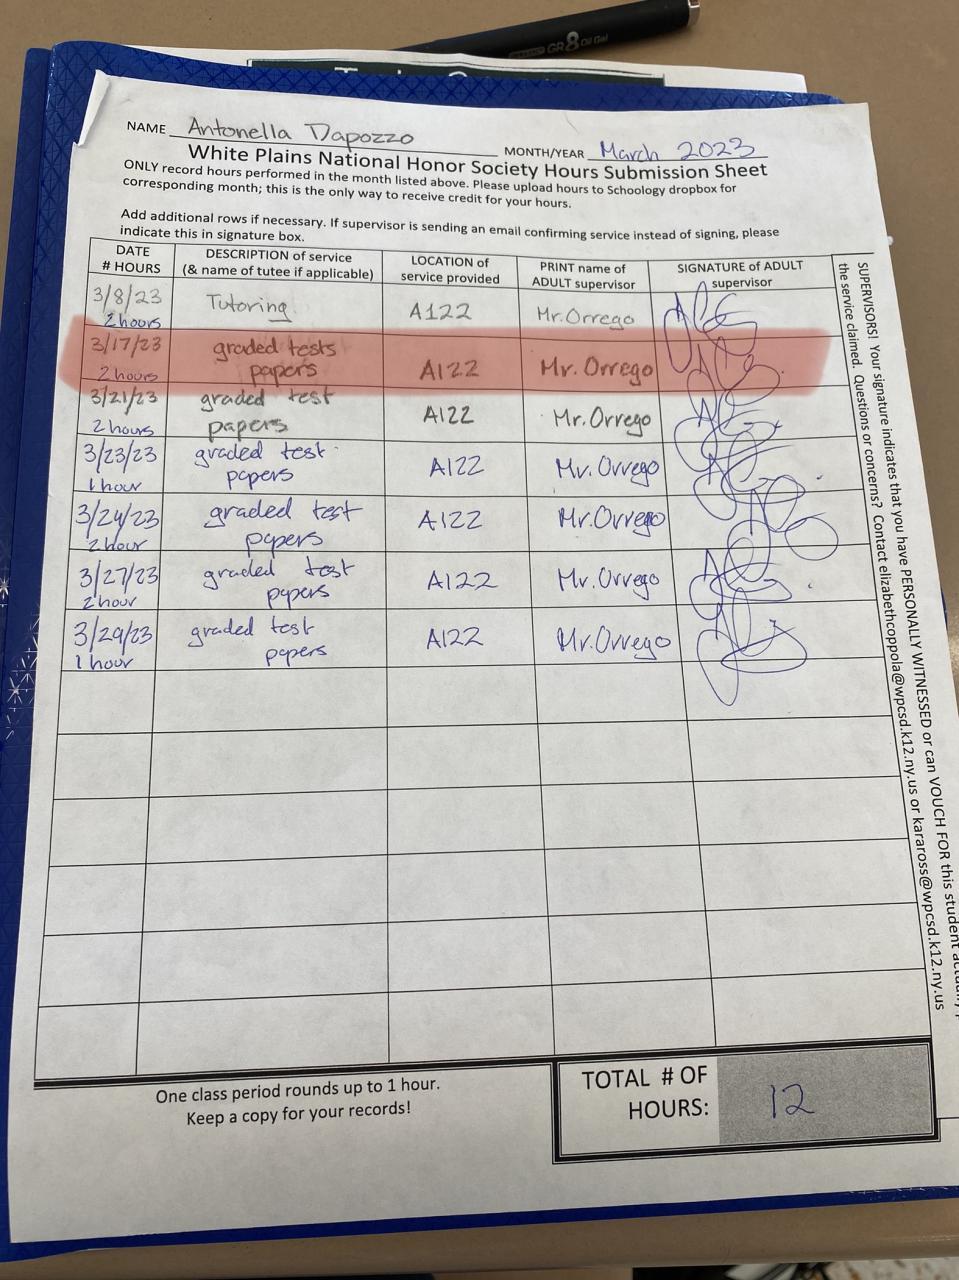 GR8 Oil Gel
NAME Antonella Dapozzo
MONTH/YEAR March 2023
White Plains National Honor Society Hours Submission Sheet
ONLY record hours performed in the month listed above. Please upload hours to Schoology dropbox for
corresponding month; this is the only way to receive credit for your hours.
Add additional rows if necessary. If supervisor is sending an email confirming service instead of signing, please
indicate this in signature box.
DATE # HOURS DESCRIPTION of service (& name of tutee if applicable) LOCATION of service provided PRINT name of ADULT supervisor SIGNATURE of ADULT supervisor
3/8/23 Tutoring A122 Mr. Orrego
2 hours
3/17/23 graded tests
2 hours papers A122 Mr. Orrego
3/21/23 graded test A122 Mr. Orrego
2 hours papers
3/23/23 graded test A122 Mr. Orrego
1 hour papers
3/24/23 graded test A122 Mr. Orrego
2 hour papers
3/27/23 graded test A122 Mr. Orrego
2 hour papers
3/29/23 graded test A122 Mr. Orrego
1 hour papers
SUPERVISORS! Your signature indicates that you have PERSONALLY WITNESSED or can VOUCH FOR this student
the service claimed. Questions or concerns? Contact elizabethcoppola@wpcsd.k12.ny.us or karaross@wpcsd.k12.ny.us
One class period rounds up to 1 hour.
Keep a copy for your records!
TOTAL # OF
HOURS: 12